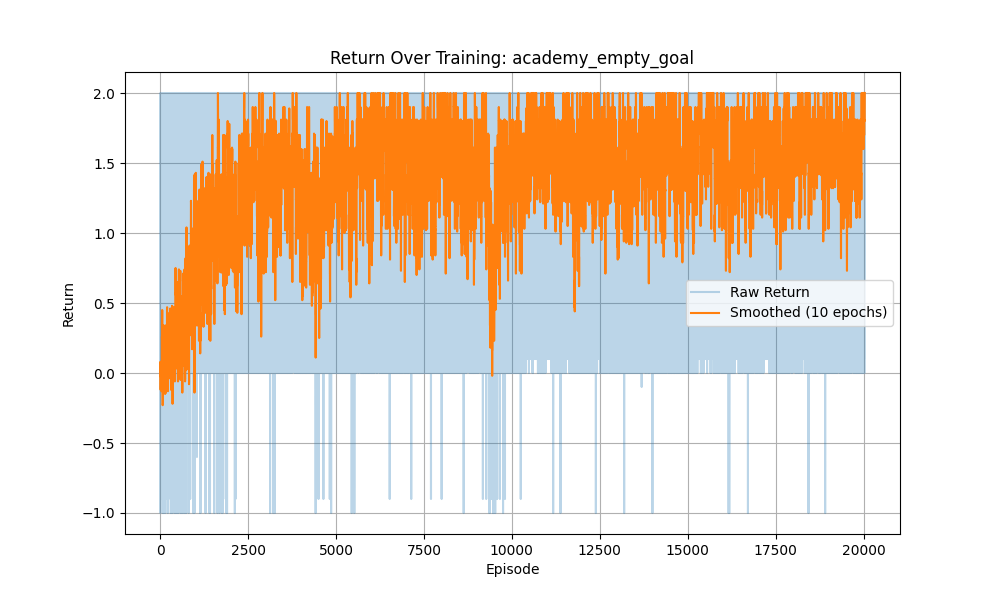 Return Over Training: academy_empty_goal
Return
2.0
1.5
1.0
0.5
0.0
−0.5
−1.0
Raw Return
Smoothed (10 epochs)
0 2500 5000 7500 10000 12500 15000 17500 20000
Episode